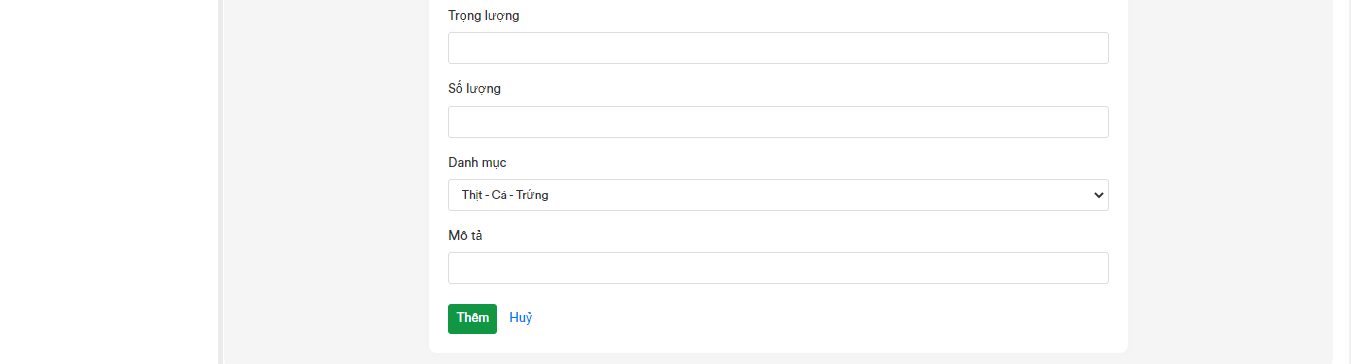 Trọng lượng
Số lượng
Danh mục
Thịt - Cá - Trứng
Mô tả
Thêm Huỷ